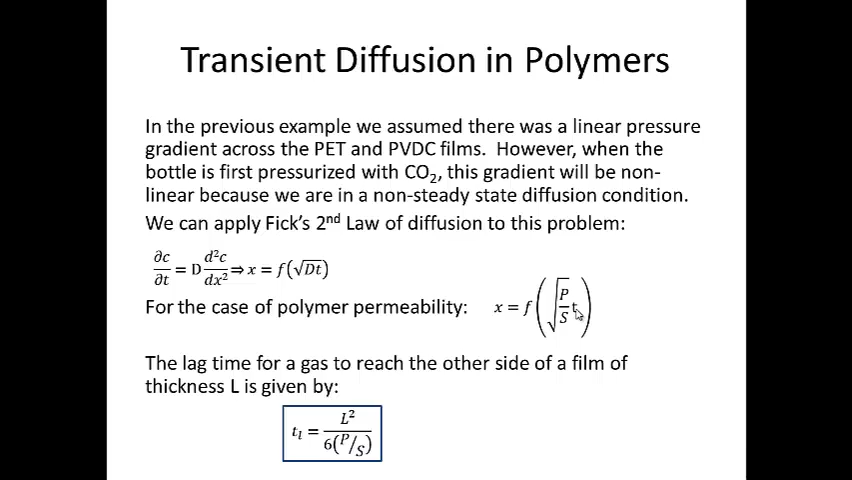 Transient Diffusion in Polymers
In the previous example we assumed there was a linear pressure
gradient across the PET and PVDC films.  However, when the
bottle is first pressurized with CO₂, this gradient will be non-
linear because we are in a non-steady state diffusion condition.
We can apply Fick's 2ⁿᵈ Law of diffusion to this problem:
∂c/∂t = D d²c/dx² ⇒ x = f(√Dt)
For the case of polymer permeability: x = f(√(P/S) t)
The lag time for a gas to reach the other side of a film of
thickness L is given by:
tₗ = L²/6(P/S)